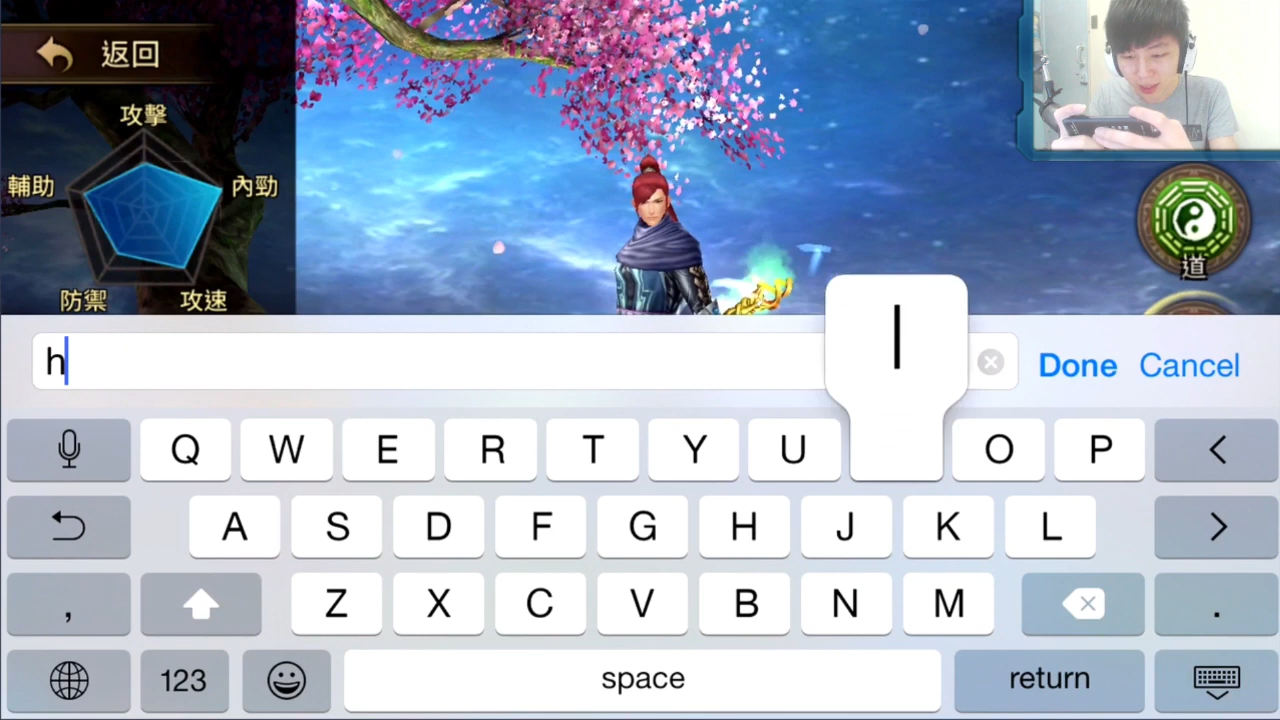 返回
攻擊
輔助
內勁
防禦
攻速
道
h
I
Done Cancel
Q W E R T Y U O P <
A S D F G H J K L >
, Z X C V B N M .
123 space return